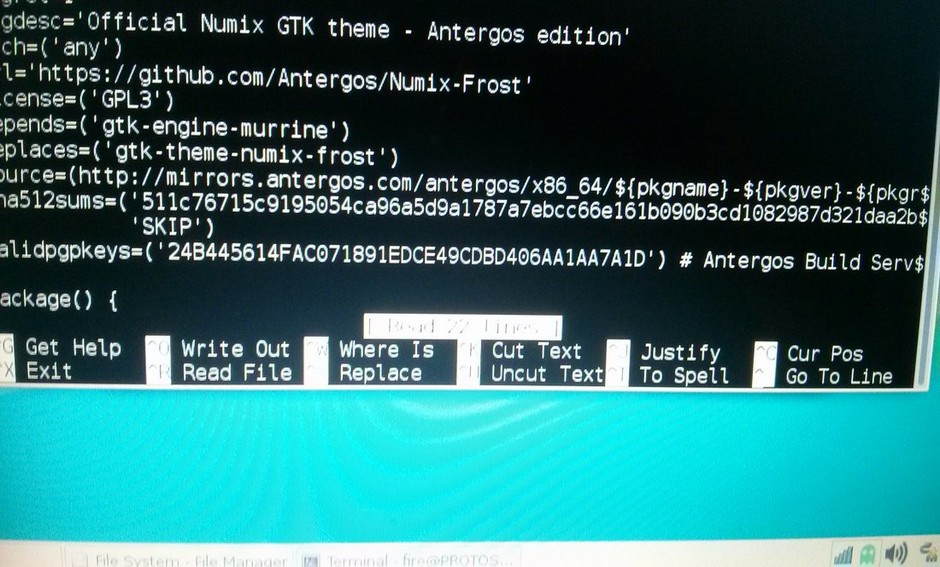 gdesc='Official Numix GTK theme - Antergos edition'
ch=('any')
l='https://github.com/Antergos/Numix-Frost'
cense=('GPL3')
epends=('gtk-engine-murrine')
eplaces=('gtk-theme-numix-frost')
ource=(http://mirrors.antergos.com/antergos/x86_64/${pkgname}-${pkgver}-${pkgr$
ha512sums=('511c76715c9195054ca96a5d9a1787a7ebcc66e161b090b3cd1082987d321daa2b$
'SKIP')
alidpgpkeys=('24B445614FAC071891EDCE49CDBD406AA1AA7A1D') # Antergos Build Serv$
ackage() {
[ Read 22 lines ]
^G Get Help ^O Write Out ^W Where Is ^K Cut Text ^J Justify ^C Cur Pos
^X Exit ^R Read File ^\ Replace ^U Uncut Text ^T To Spell ^_ Go To Line
File System - File Manager Terminal - fire@PROTOS...